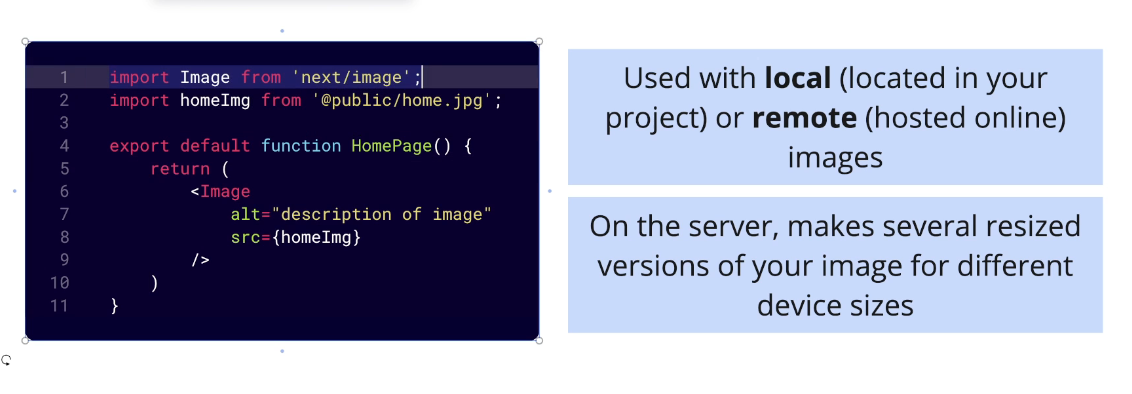 1 import Image from 'next/image';
2 import homeImg from '@public/home.jpg';
3
4 export default function HomePage() {
5 return (
6 <Image
7 alt="description of image"
8 src={homeImg}
9 />
10 )
11 }
Used with local (located in your
project) or remote (hosted online)
images
On the server, makes several resized
versions of your image for different
device sizes